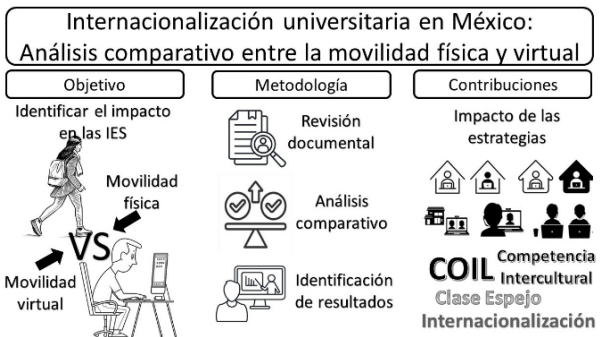 Internacionalización universitaria en México:
Análisis comparativo entre la movilidad física y virtual
Objetivo
Identificar el impacto
en las IES
Movilidad
física
VS
Movilidad
virtual
Metodología
Revisión
documental
Análisis
comparativo
Identificación
de resultados
Contribuciones
Impacto de las
estrategias
COIL
Competencia
Intercultural
Clase Espejo
Internacionalización